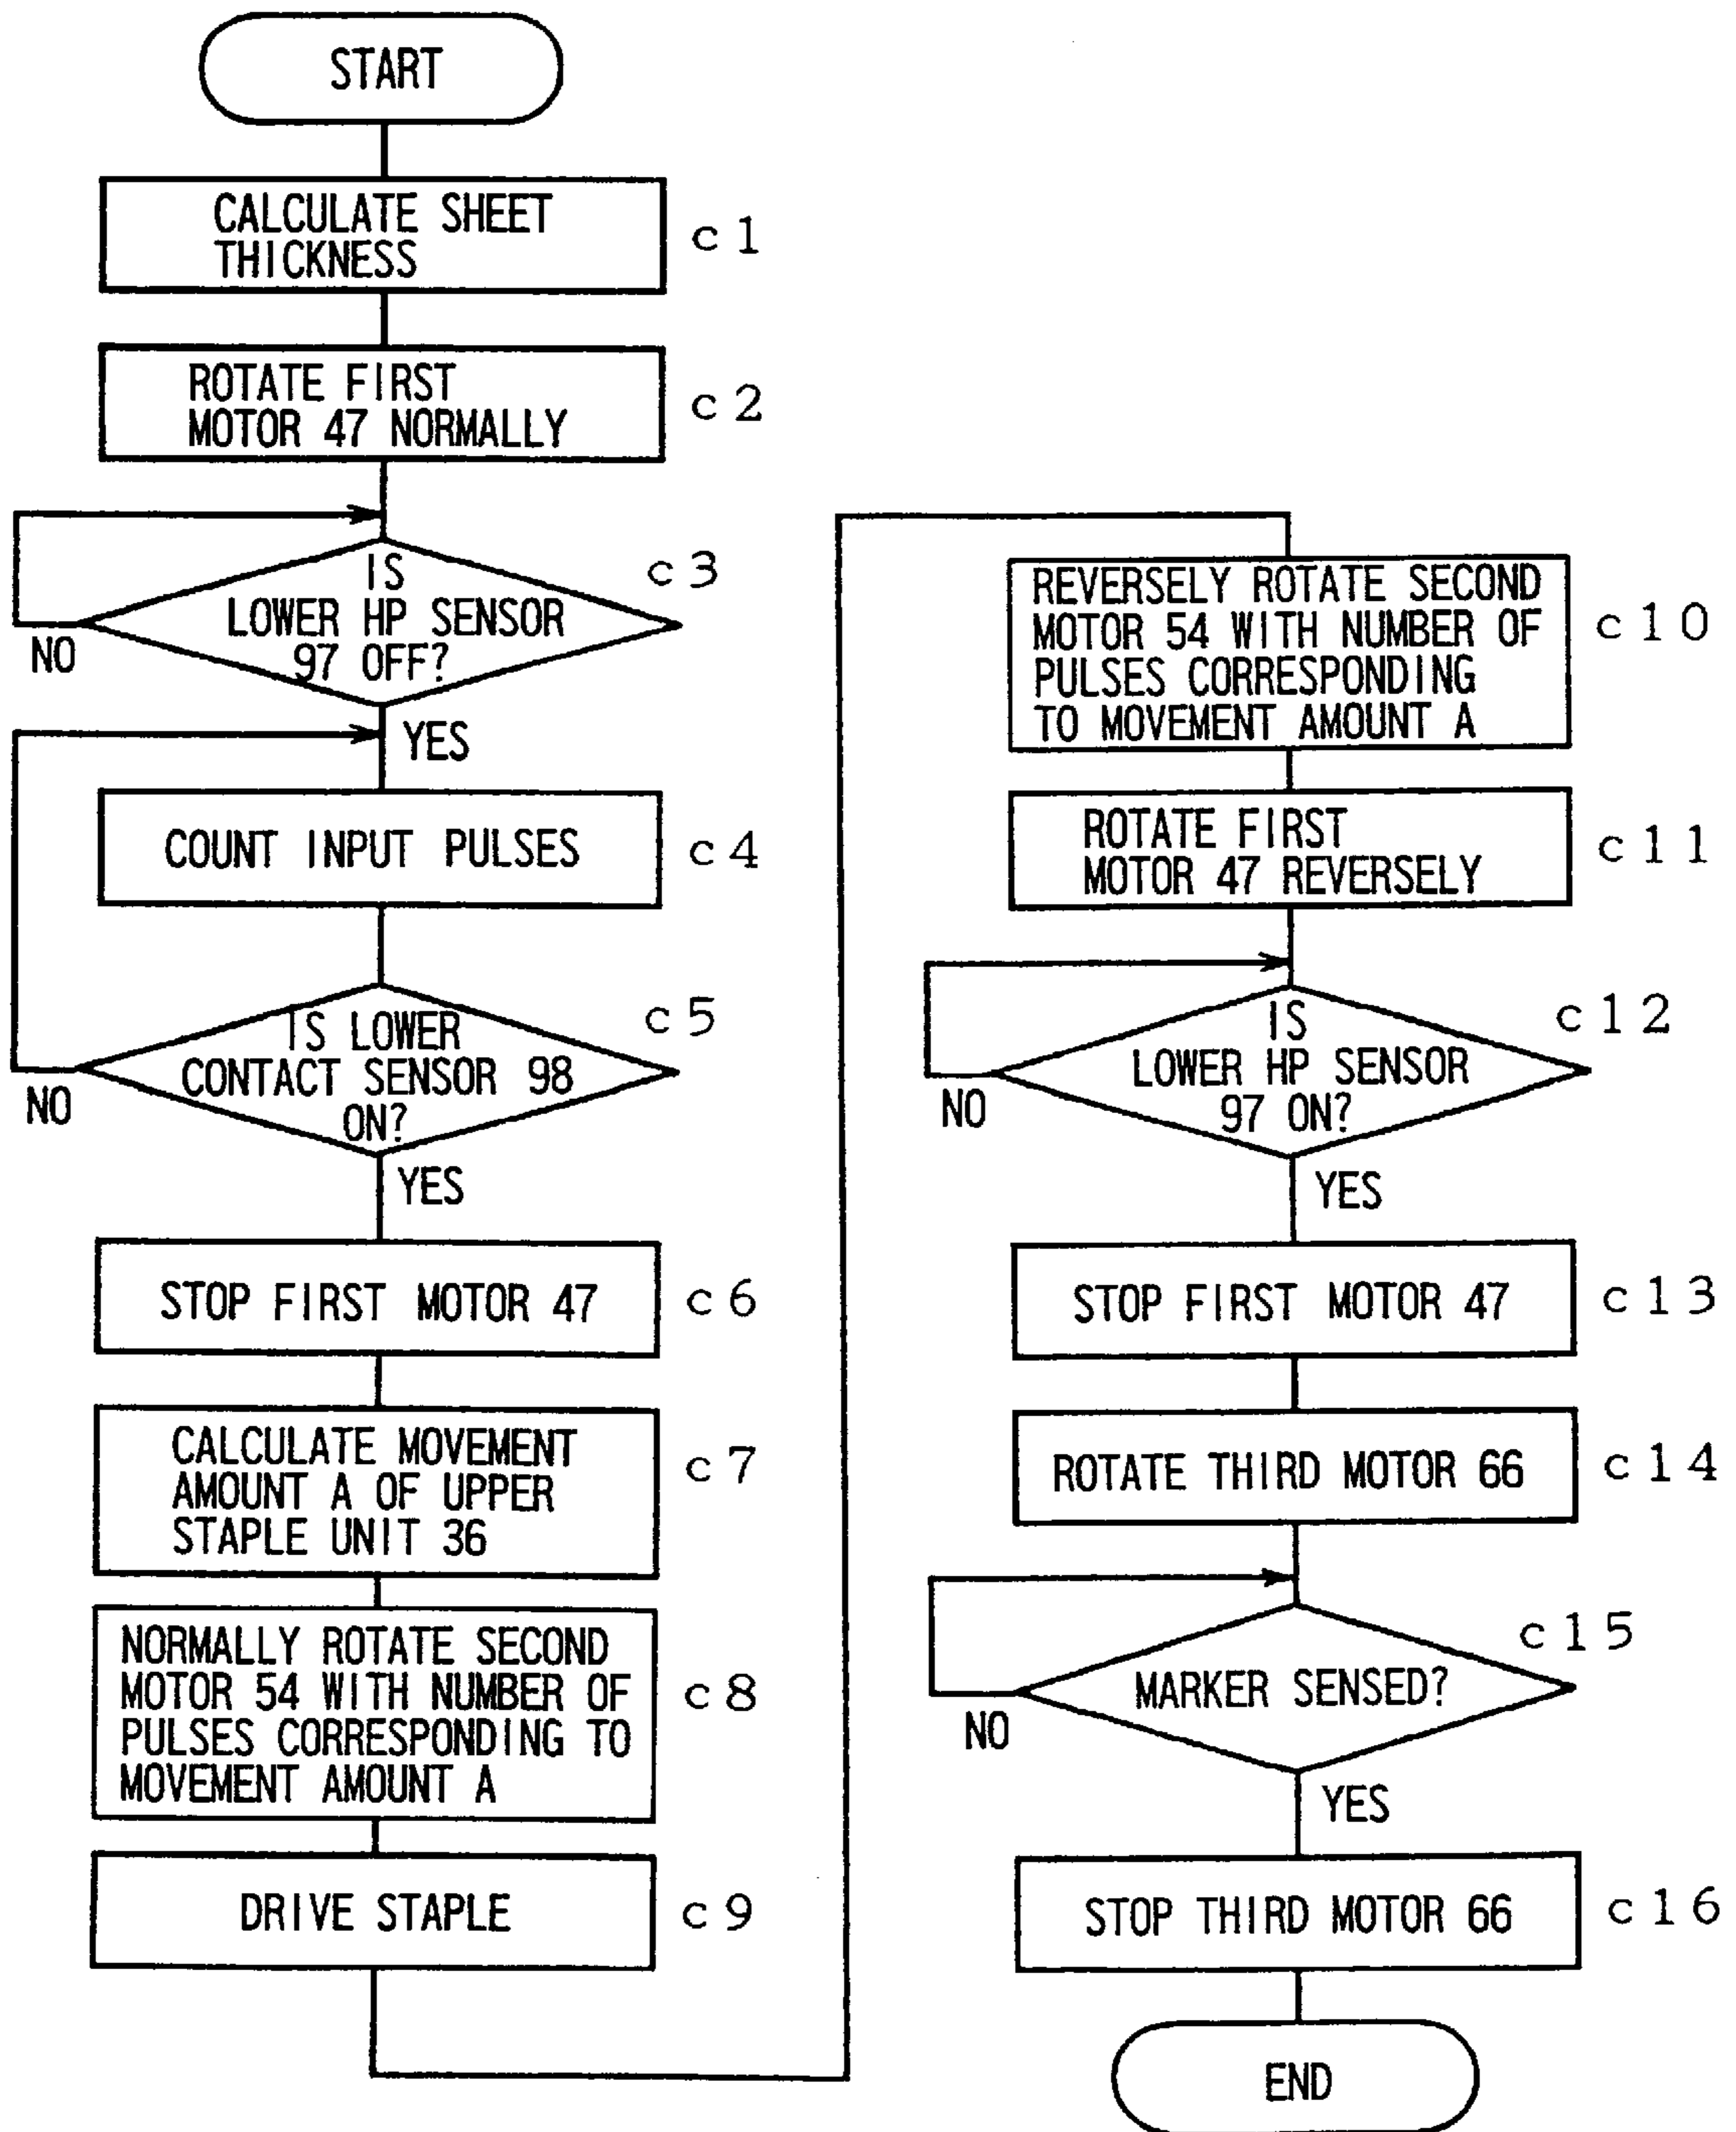 START
CALCULATE SHEET
THICKNESS
c1
ROTATE FIRST
MOTOR 47 NORMALLY
c2
IS
LOWER HP SENSOR
97 OFF?
c3
NO
YES
COUNT INPUT PULSES
c4
IS LOWER
CONTACT SENSOR 98
ON?
c5
NO
YES
STOP FIRST MOTOR 47
c6
CALCULATE MOVEMENT
AMOUNT A OF UPPER
STAPLE UNIT 36
c7
NORMALLY ROTATE SECOND
MOTOR 54 WITH NUMBER OF
PULSES CORRESPONDING TO
MOVEMENT AMOUNT A
c8
DRIVE STAPLE
c9
REVERSELY ROTATE SECOND
MOTOR 54 WITH NUMBER OF
PULSES CORRESPONDING
TO MOVEMENT AMOUNT A
c10
ROTATE FIRST
MOTOR 47 REVERSELY
c11
IS
LOWER HP SENSOR
97 ON?
c12
NO
YES
STOP FIRST MOTOR 47
c13
ROTATE THIRD MOTOR 66
c14
MARKER SENSED?
c15
NO
YES
STOP THIRD MOTOR 66
c16
END